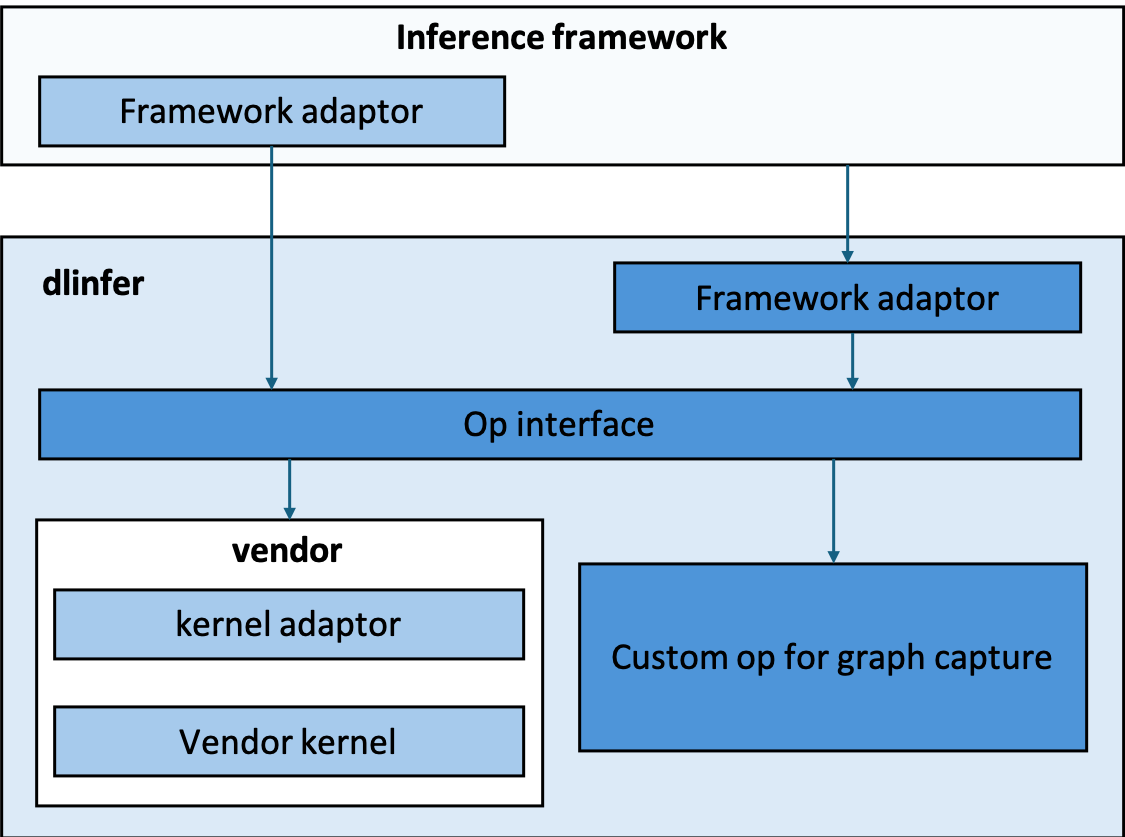 Inference framework
Framework adaptor
dlinfer
Framework adaptor
Op interface
vendor
kernel adaptor
Vendor kernel
Custom op for graph capture